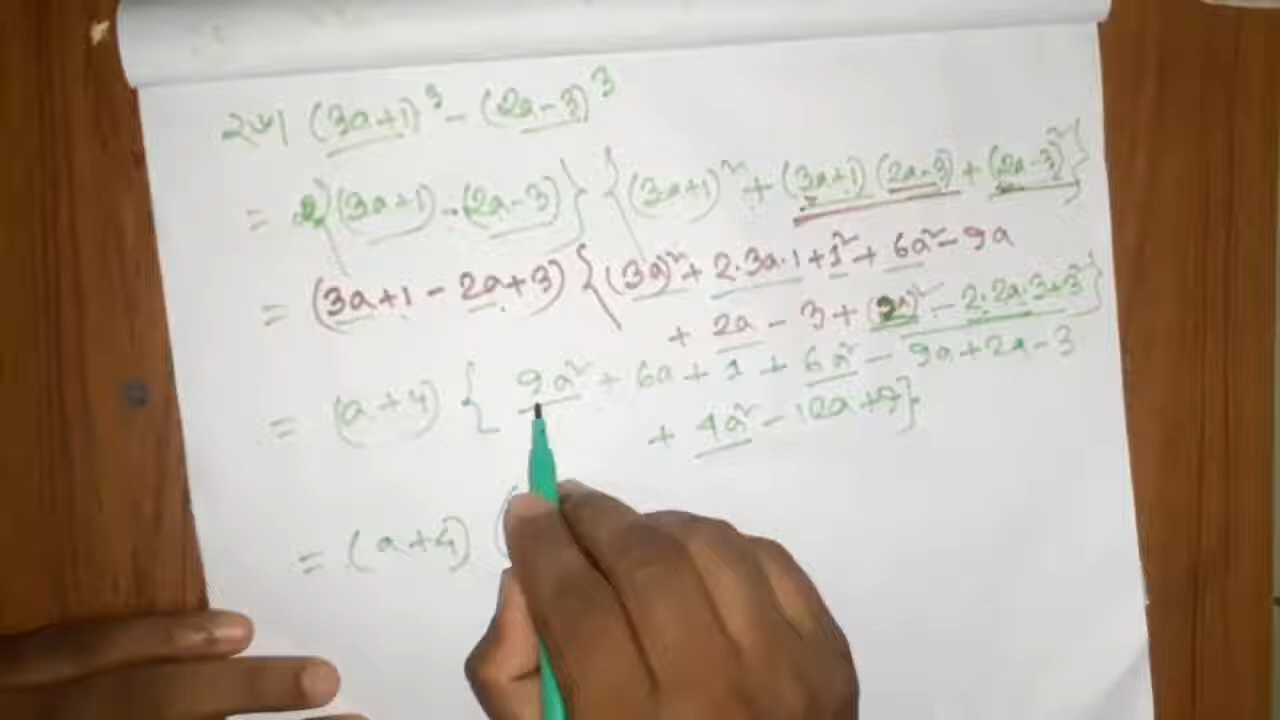 ২৬। (3a+1)³ - (2a-3)³
= {(3a+1) - (2a-3)} {(3a+1)² + (3a+1)(2a-3) + (2a-3)²}
= (3a+1 - 2a+3) {(3a)² + 2.3a.1 + 1² + 6a² - 9a
+ 2a - 3 + (2a)² - 2.2a.3 + 3²}
= (a+4) { 9a² + 6a + 1 + 6a² - 9a + 2a - 3
+ 4a² - 12a + 9}
= (a+4) (